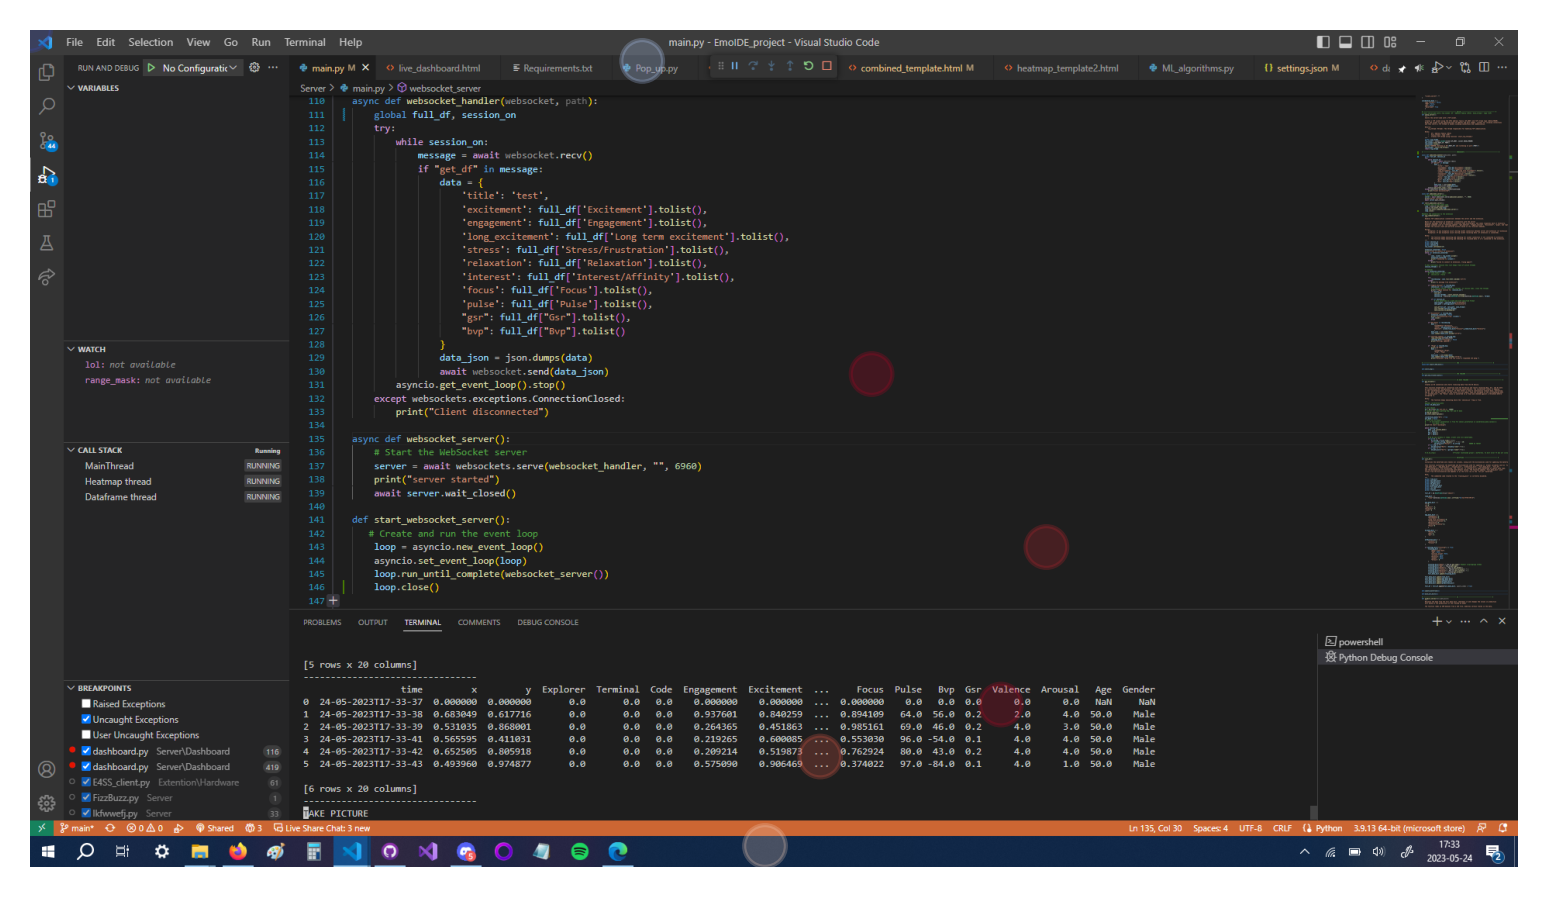 File Edit Selection View Go Run Terminal Help
main.py - EmoIDE_project - Visual Studio Code
RUN AND DEBUG No Configuratic
main.py M live_dashboard.html Requirements.txt Pop_up.py combined_template.html M heatmap_template2.html ML_algorithms.py settings.json M
VARIABLES
Server > main.py > websocket_server
110 async def websocket_handler(websocket, path):
111 global full_df, session_on
112 try:
113 while session_on:
114 message = await websocket.recv()
115 if "get_df" in message:
116 data = {
117 'title': 'test',
118 'excitement': full_df['Excitement'].tolist(),
119 'engagement': full_df['Engagement'].tolist(),
120 'long_excitement': full_df['Long term excitement'].tolist(),
121 'stress': full_df['Stress/Frustration'].tolist(),
122 'relaxation': full_df['Relaxation'].tolist(),
123 'interest': full_df['Interest/Affinity'].tolist(),
124 'focus': full_df['Focus'].tolist(),
125 'pulse': full_df['Pulse'].tolist(),
126 "gsr": full_df["Gsr"].tolist(),
127 "bvp": full_df["Bvp"].tolist()
128 }
129 data_json = json.dumps(data)
130 await websocket.send(data_json)
131 asyncio.get_event_loop().stop()
132 except websockets.exceptions.ConnectionClosed:
133 print("Client disconnected")
134
135 async def websocket_server():
136 # Start the WebSocket server
137 server = await websockets.serve(websocket_handler, "", 6960)
138 print("server started")
139 await server.wait_closed()
140
141 def start_websocket_server():
142 # Create and run the event loop
143 loop = asyncio.new_event_loop()
144 asyncio.set_event_loop(loop)
145 loop.run_until_complete(websocket_server())
146 loop.close()
147
WATCH
lol: not available
range_mask: not available
CALL STACK Running
MainThread RUNNING
Heatmap thread RUNNING
Dataframe thread RUNNING
BREAKPOINTS
Raised Exceptions
Uncaught Exceptions
User Uncaught Exceptions
dashboard.py Server\Dashboard 116
dashboard.py Server\Dashboard 419
E4SS_client.py Extention\Hardware 61
FizzBuzz.py Server 1
lkfwwefj.py Server 33
PROBLEMS OUTPUT TERMINAL COMMENTS DEBUG CONSOLE
powershell
Python Debug Console
[5 rows x 20 columns]
--------------------------------
time x y Explorer Terminal Code Engagement Excitement ... Focus Pulse Bvp Gsr Valence Arousal Age Gender
0 24-05-2023T17-33-37 0.000000 0.000000 0.0 0.0 0.0 0.000000 0.000000 ... 0.000000 0.0 0.0 0.0 0.0 0.0 NaN NaN
1 24-05-2023T17-33-38 0.683049 0.617716 0.0 0.0 0.0 0.937601 0.840259 ... 0.894109 64.0 56.0 0.2 2.0 4.0 50.0 Male
2 24-05-2023T17-33-39 0.531035 0.868001 0.0 0.0 0.0 0.264365 0.451863 ... 0.985161 69.0 46.0 0.2 4.0 3.0 50.0 Male
3 24-05-2023T17-33-41 0.565595 0.411031 0.0 0.0 0.0 0.219265 0.600085 ... 0.553030 96.0 -54.0 0.1 4.0 4.0 50.0 Male
4 24-05-2023T17-33-42 0.652505 0.805918 0.0 0.0 0.0 0.209214 0.519873 ... 0.762924 80.0 43.0 0.2 4.0 4.0 50.0 Male
5 24-05-2023T17-33-43 0.493960 0.974877 0.0 0.0 0.0 0.575090 0.906469 ... 0.374022 97.0 -84.0 0.1 4.0 1.0 50.0 Male
[6 rows x 20 columns]
--------------------------------
TAKE PICTURE
main* 0 0 Shared 3 Live Share Chat: 3 new
Ln 135, Col 30 Spaces: 4 UTF-8 CRLF Python 3.9.13 64-bit (microsoft store)
17:33
2023-05-24